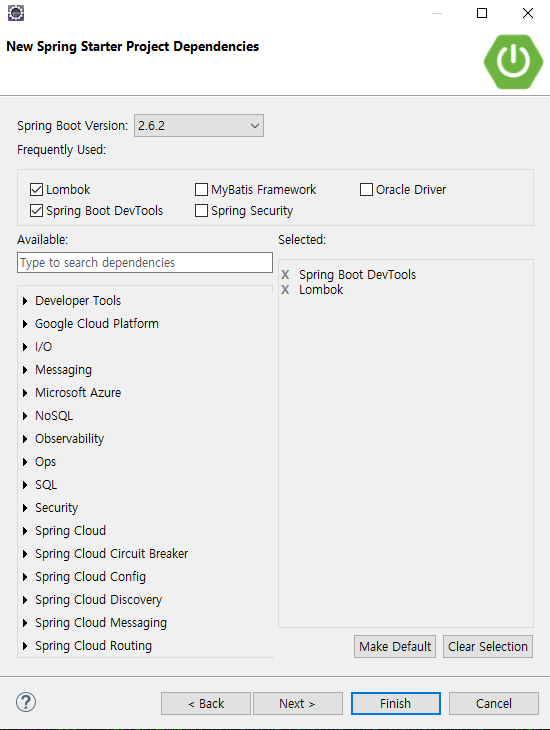 New Spring Starter Project Dependencies
Spring Boot Version: 2.6.2
Frequently Used:
Lombok MyBatis Framework Oracle Driver
Spring Boot DevTools Spring Security
Available: Selected:
Type to search dependencies
X Spring Boot DevTools
X Lombok
Developer Tools
Google Cloud Platform
I/O
Messaging
Microsoft Azure
NoSQL
Observability
Ops
SQL
Security
Spring Cloud
Spring Cloud Circuit Breaker
Spring Cloud Config
Spring Cloud Discovery
Spring Cloud Messaging
Spring Cloud Routing
Make Default Clear Selection
? < Back Next > Finish Cancel